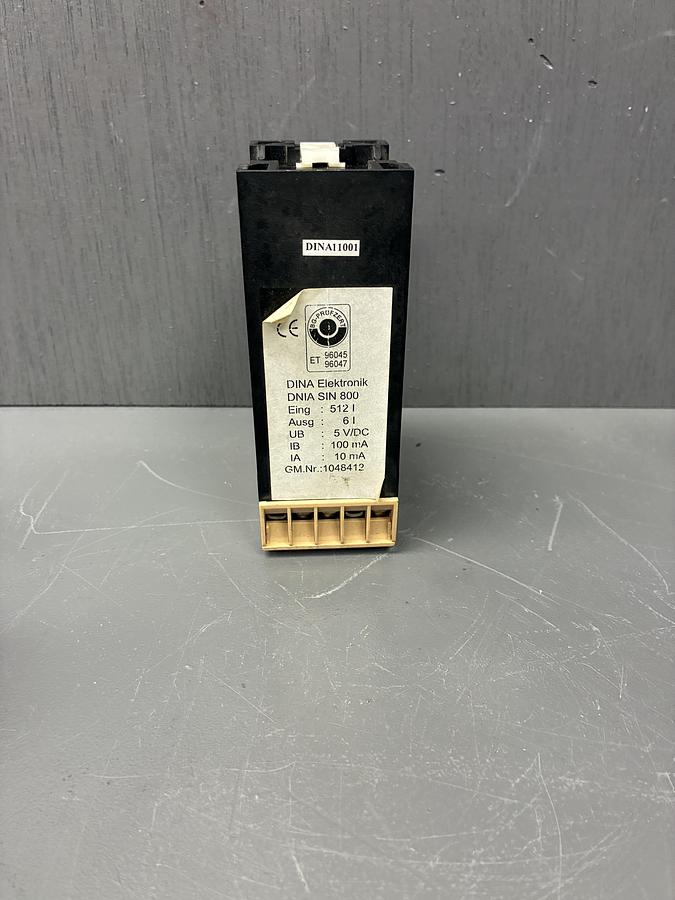 DINA11001
CE
BG-PRÜFZERT
ET 96045
96047
DINA Elektronik
DNIA SIN 800
Eing : 512 I
Ausg : 6 I
UB : 5 V/DC
IB : 100 mA
IA : 10 mA
GM.Nr.:1048412